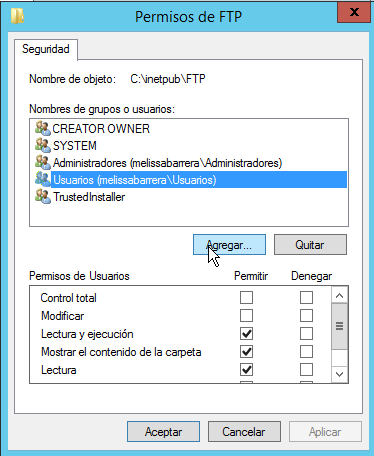 Permisos de FTP
x
Seguridad
Nombre de objeto: C:\inetpub\FTP
Nombres de grupos o usuarios:
CREATOR OWNER
SYSTEM
Administradores (melissabarrera\Administradores)
Usuarios (melissabarrera\Usuarios)
TrustedInstaller
Agregar... Quitar
Permisos de Usuarios Permitir Denegar
Control total
Modificar
Lectura y ejecución
Mostrar el contenido de la carpeta
Lectura
Aceptar Cancelar Aplicar